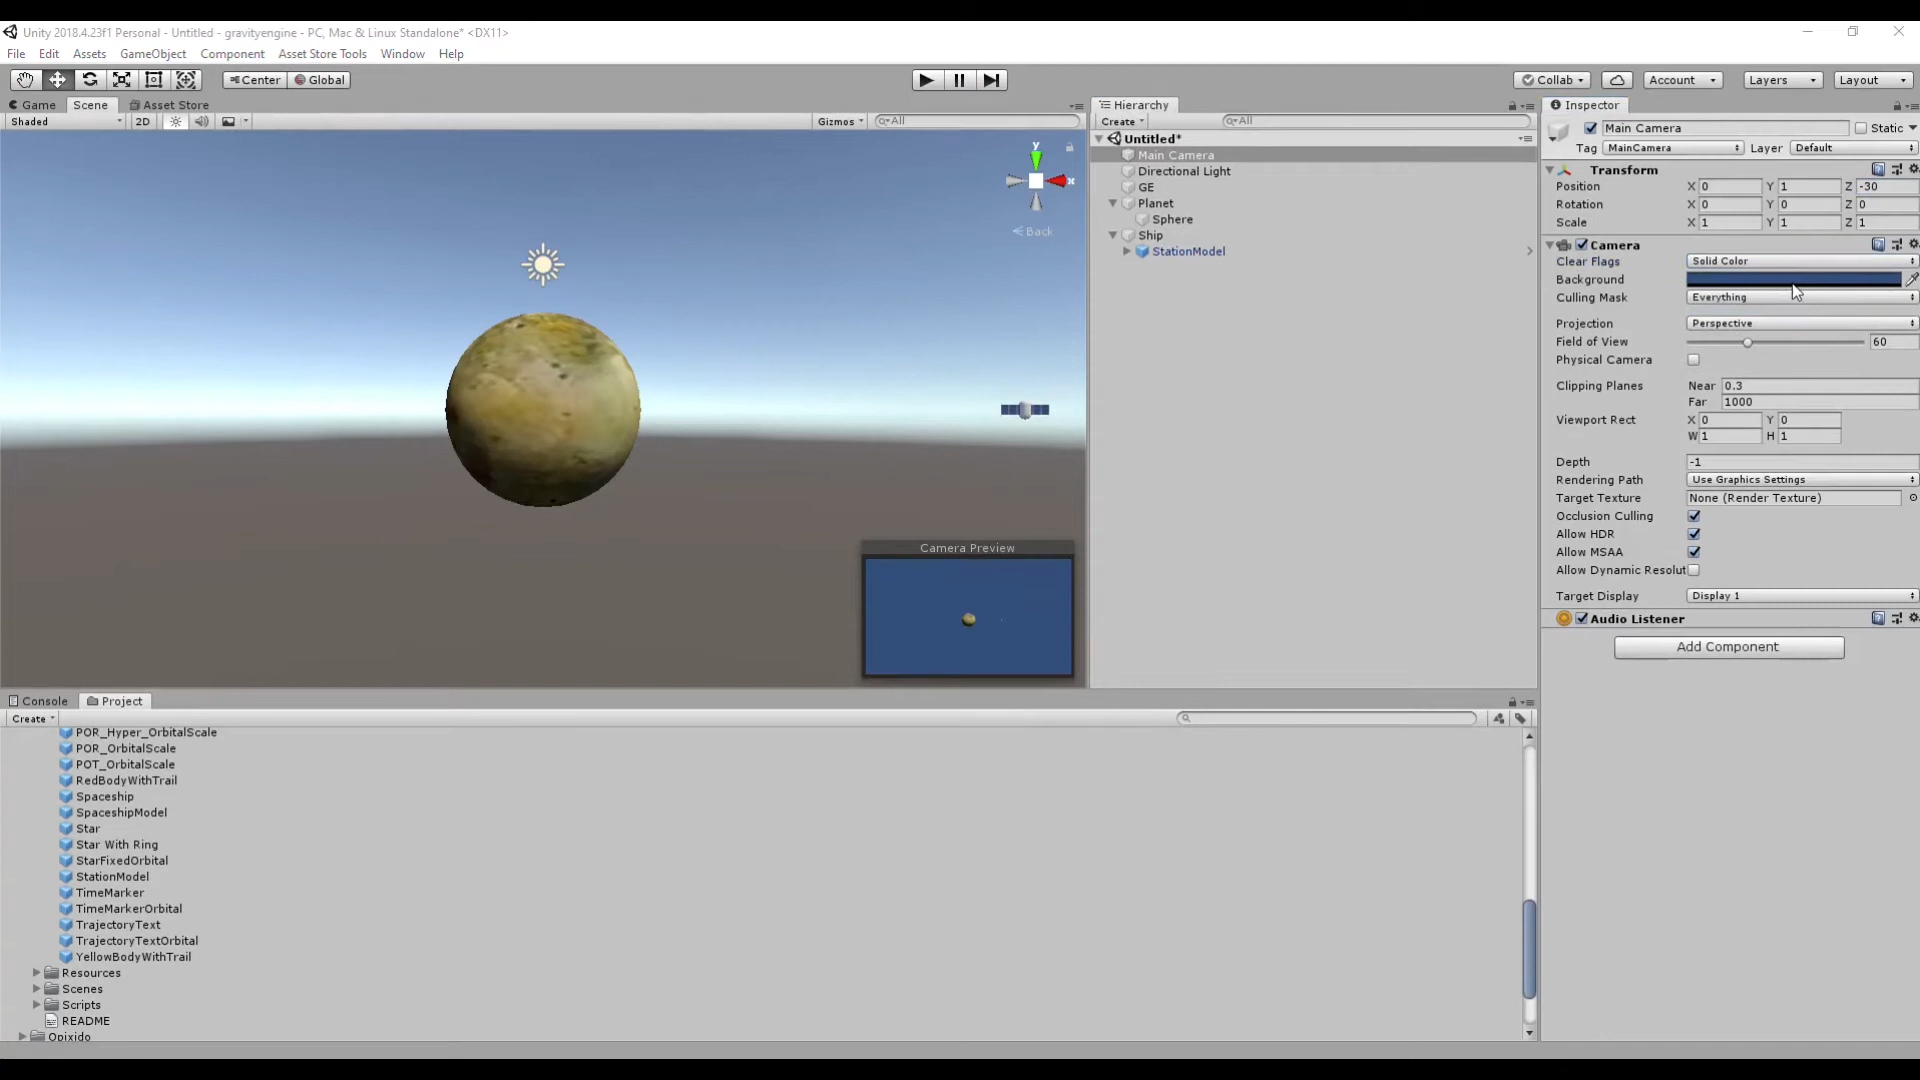 Unity 2018.4.23f1 Personal - Untitled - gravityengine - PC, Mac & Linux Standalone* <DX11>
File Edit Assets GameObject Component Asset Store Tools Window Help
Center Global Collab Account Layers Layout
Game Scene Asset Store
Shaded 2D Gizmos All
y
x
Back
Camera Preview
Hierarchy
Create All
Untitled*
Main Camera
Directional Light
GE
Planet
Sphere
Ship
StationModel
Inspector
Main Camera Static
Tag MainCamera Layer Default
Transform
Position X 0 Y 1 Z -30
Rotation X 0 Y 0 Z 0
Scale X 1 Y 1 Z 1
Camera
Clear Flags Solid Color
Background
Culling Mask Everything
Projection Perspective
Field of View 60
Physical Camera
Clipping Planes Near 0.3
Far 1000
Viewport Rect X 0 Y 0
W 1 H 1
Depth -1
Rendering Path Use Graphics Settings
Target Texture None (Render Texture)
Occlusion Culling
Allow HDR
Allow MSAA
Allow Dynamic Resolut
Target Display Display 1
Audio Listener
Add Component
Console Project
Create
POR_Hyper_OrbitalScale
POR_OrbitalScale
POT_OrbitalScale
RedBodyWithTrail
Spaceship
SpaceshipModel
Star
Star With Ring
StarFixedOrbital
StationModel
TimeMarker
TimeMarkerOrbital
TrajectoryText
TrajectoryTextOrbital
YellowBodyWithTrail
Resources
Scenes
Scripts
README
Opixido